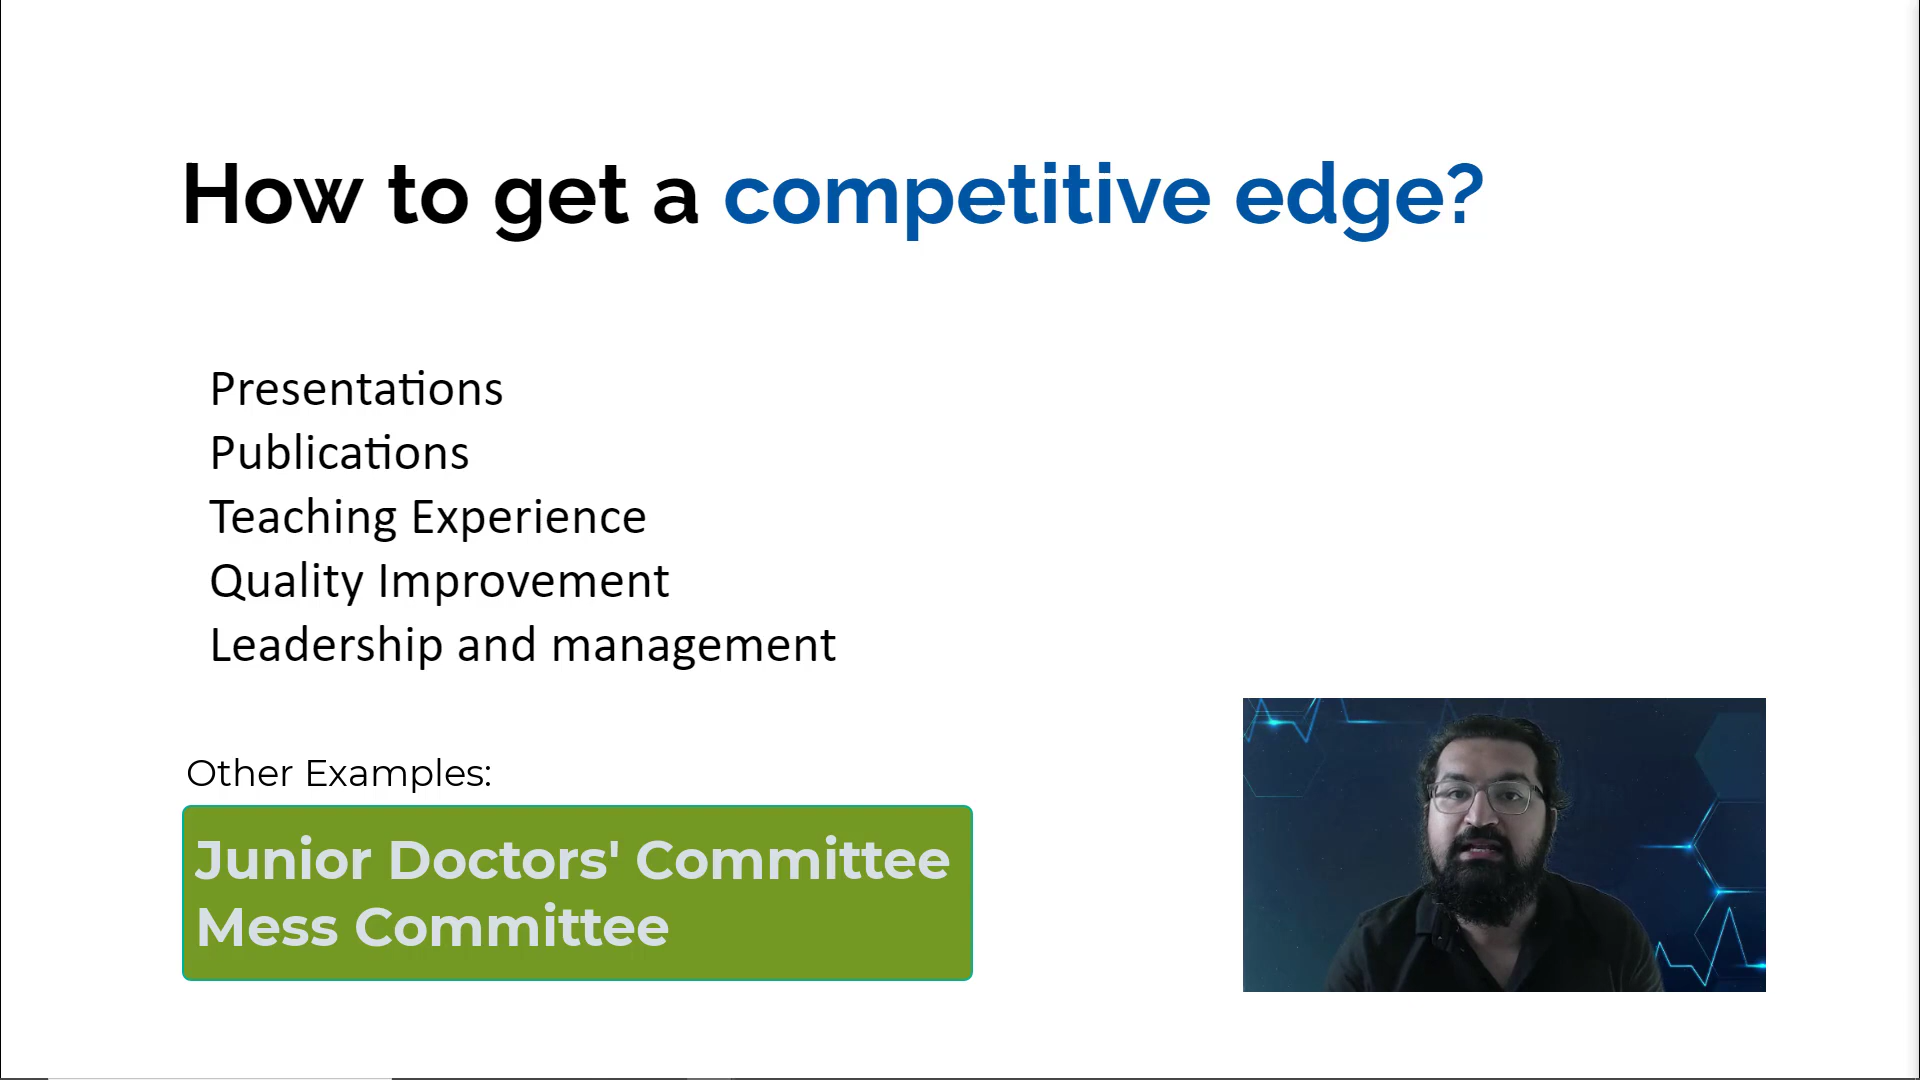 How to get a competitive edge?
Presentations
Publications
Teaching Experience
Quality Improvement
Leadership and management
Other Examples:
Junior Doctors' Committee
Mess Committee